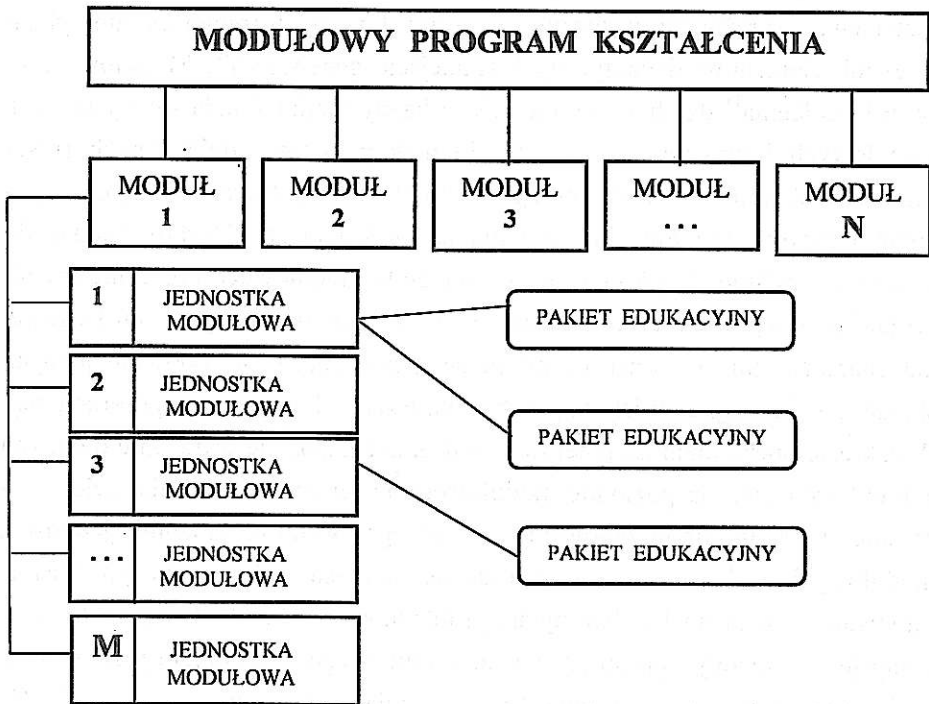 MODUŁOWY PROGRAM KSZTAŁCENIA
MODUŁ
1
MODUŁ
2
MODUŁ
3
MODUŁ
...
MODUŁ
N
1
JEDNOSTKA
MODUŁOWA
2
JEDNOSTKA
MODUŁOWA
3
JEDNOSTKA
MODUŁOWA
...
JEDNOSTKA
MODUŁOWA
M
JEDNOSTKA
MODUŁOWA
PAKIET EDUKACYJNY
PAKIET EDUKACYJNY
PAKIET EDUKACYJNY